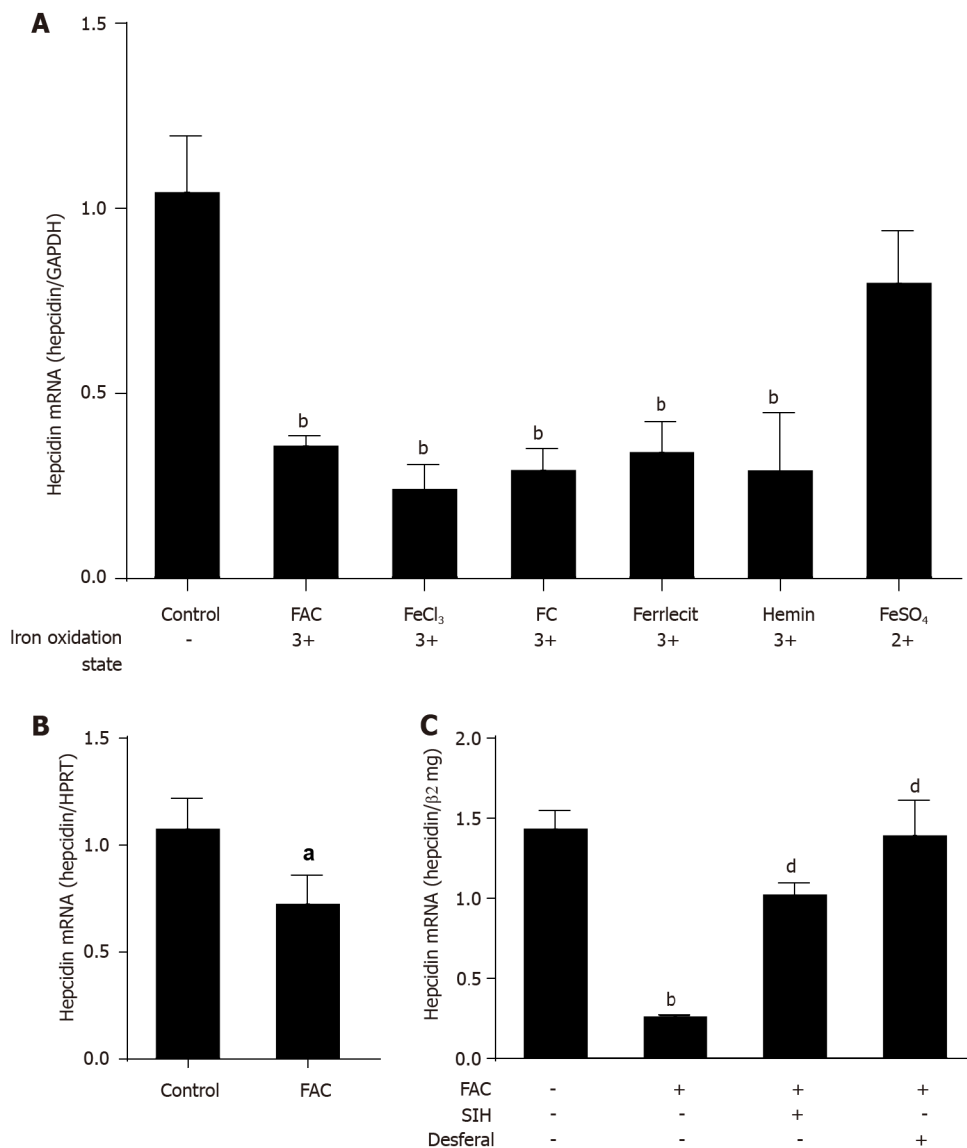 A
Hepcidin mRNA (hepcidin/GAPDH)
1.5
1.0
0.5
0.0
b b b b b
Control FAC FeCl₃ FC Ferrlecit Hemin FeSO₄
Iron oxidation state - 3+ 3+ 3+ 3+ 3+ 2+
B
Hepcidin mRNA (hepcidin/HPRT)
1.5
1.0
0.5
0.0
a
Control FAC
C
Hepcidin mRNA (hepcidin/β2 mg)
2.0
1.5
1.0
0.5
0.0
b d d
FAC - + + +
SIH - - + -
Desferal - - - +